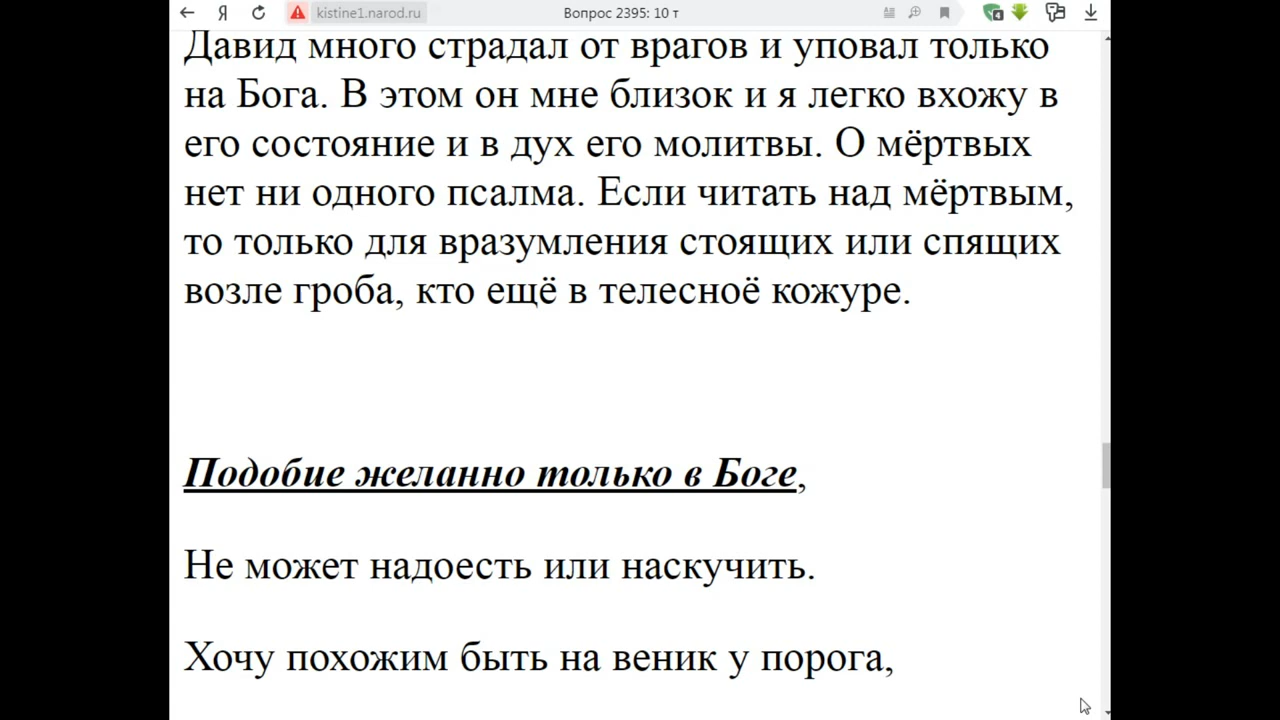 Я kistine1.narod.ru Вопрос 2395: 10 т 4
Давид много страдал от врагов и уповал только
на Бога. В этом он мне близок и я легко вхожу в
его состояние и в дух его молитвы. О мёртвых
нет ни одного псалма. Если читать над мёртвым,
то только для вразумления стоящих или спящих
возле гроба, кто ещё в телесноё кожуре.
Подобие желанно только в Боге,
Не может надоесть или наскучить.
Хочу похожим быть на веник у порога,